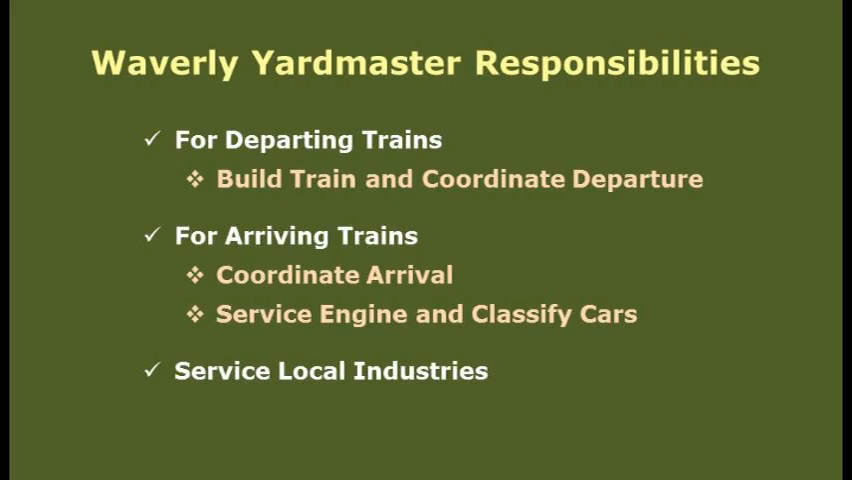 Waverly Yardmaster Responsibilities
✓ For Departing Trains
❖ Build Train and Coordinate Departure
✓ For Arriving Trains
❖ Coordinate Arrival
❖ Service Engine and Classify Cars
✓ Service Local Industries